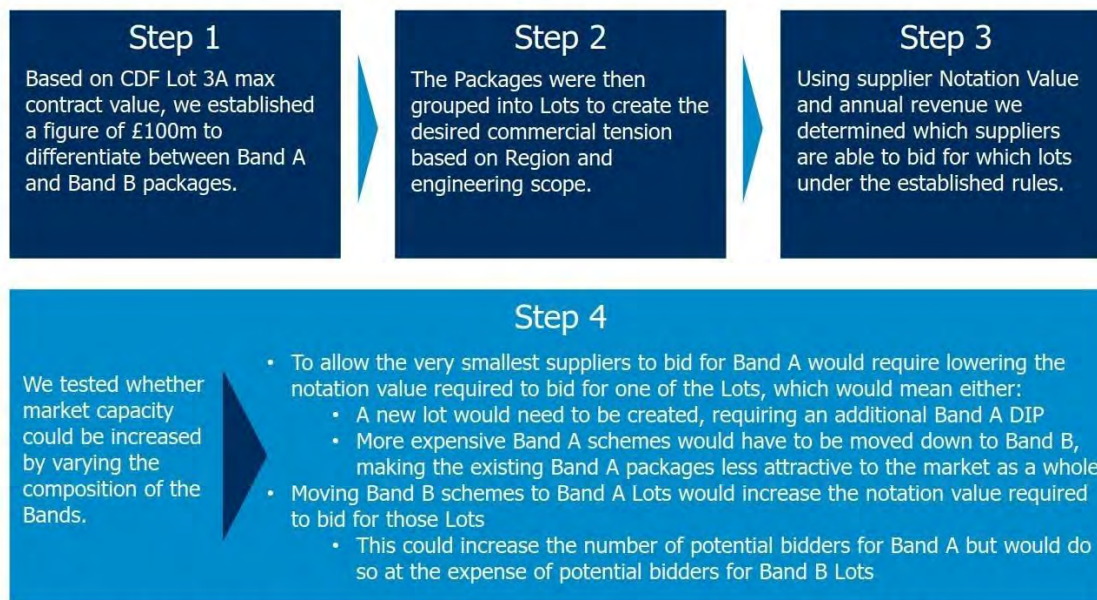 Step 1
Based on CDF Lot 3A max
contract value, we established
a figure of £100m to
differentiate between Band A
and Band B packages.
Step 2
The Packages were then
grouped into Lots to create the
desired commercial tension
based on Region and
engineering scope.
Step 3
Using supplier Notation Value
and annual revenue we
determined which suppliers
are able to bid for which lots
under the established rules.
Step 4
We tested whether
market capacity
could be increased
by varying the
composition of the
Bands.
• To allow the very smallest suppliers to bid for Band A would require lowering the
notation value required to bid for one of the Lots, which would mean either:
• A new lot would need to be created, requiring an additional Band A DIP
• More expensive Band A schemes would have to be moved down to Band B,
making the existing Band A packages less attractive to the market as a whole
• Moving Band B schemes to Band A Lots would increase the notation value required
to bid for those Lots
• This could increase the number of potential bidders for Band A but would do
so at the expense of potential bidders for Band B Lots